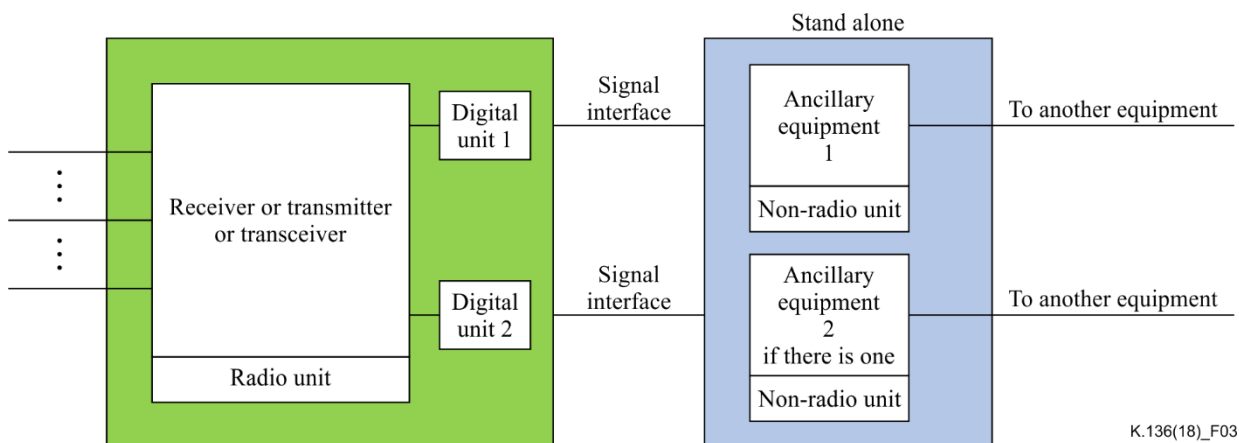 Stand alone
Receiver or transmitter
or transceiver
Radio unit
Digital
unit 1
Digital
unit 2
Signal
interface
Signal
interface
Ancillary
equipment
1
Non-radio unit
Ancillary
equipment
2
if there is one
Non-radio unit
To another equipment
To another equipment
K.136(18)_F03